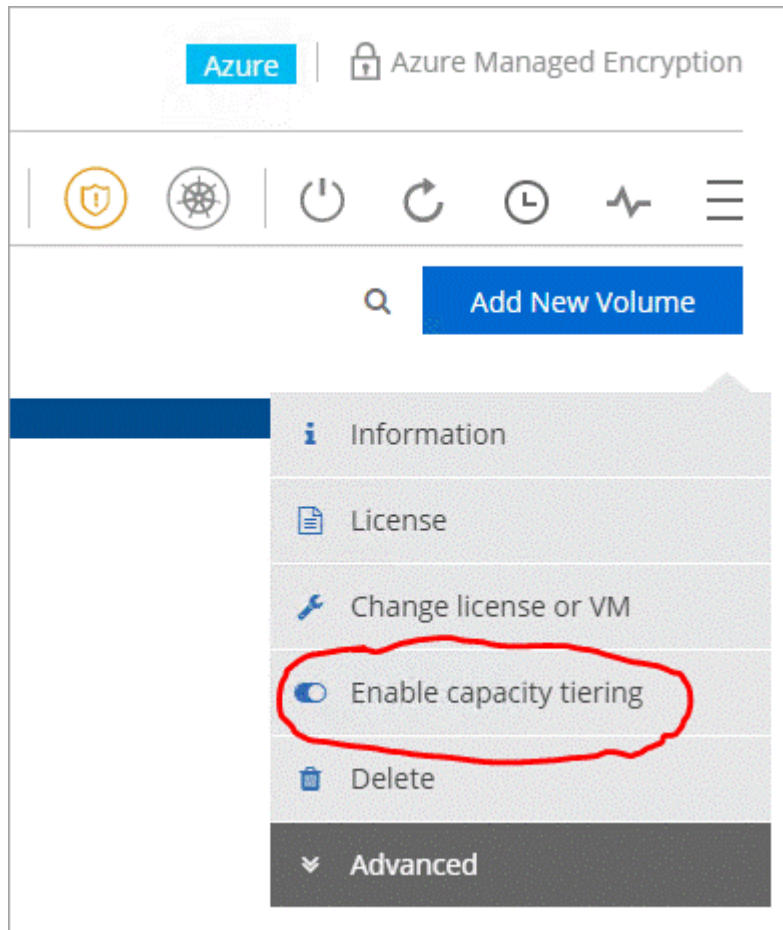 Azure
Azure Managed Encryption
Add New Volume
Information
License
Change license or VM
Enable capacity tiering
Delete
Advanced